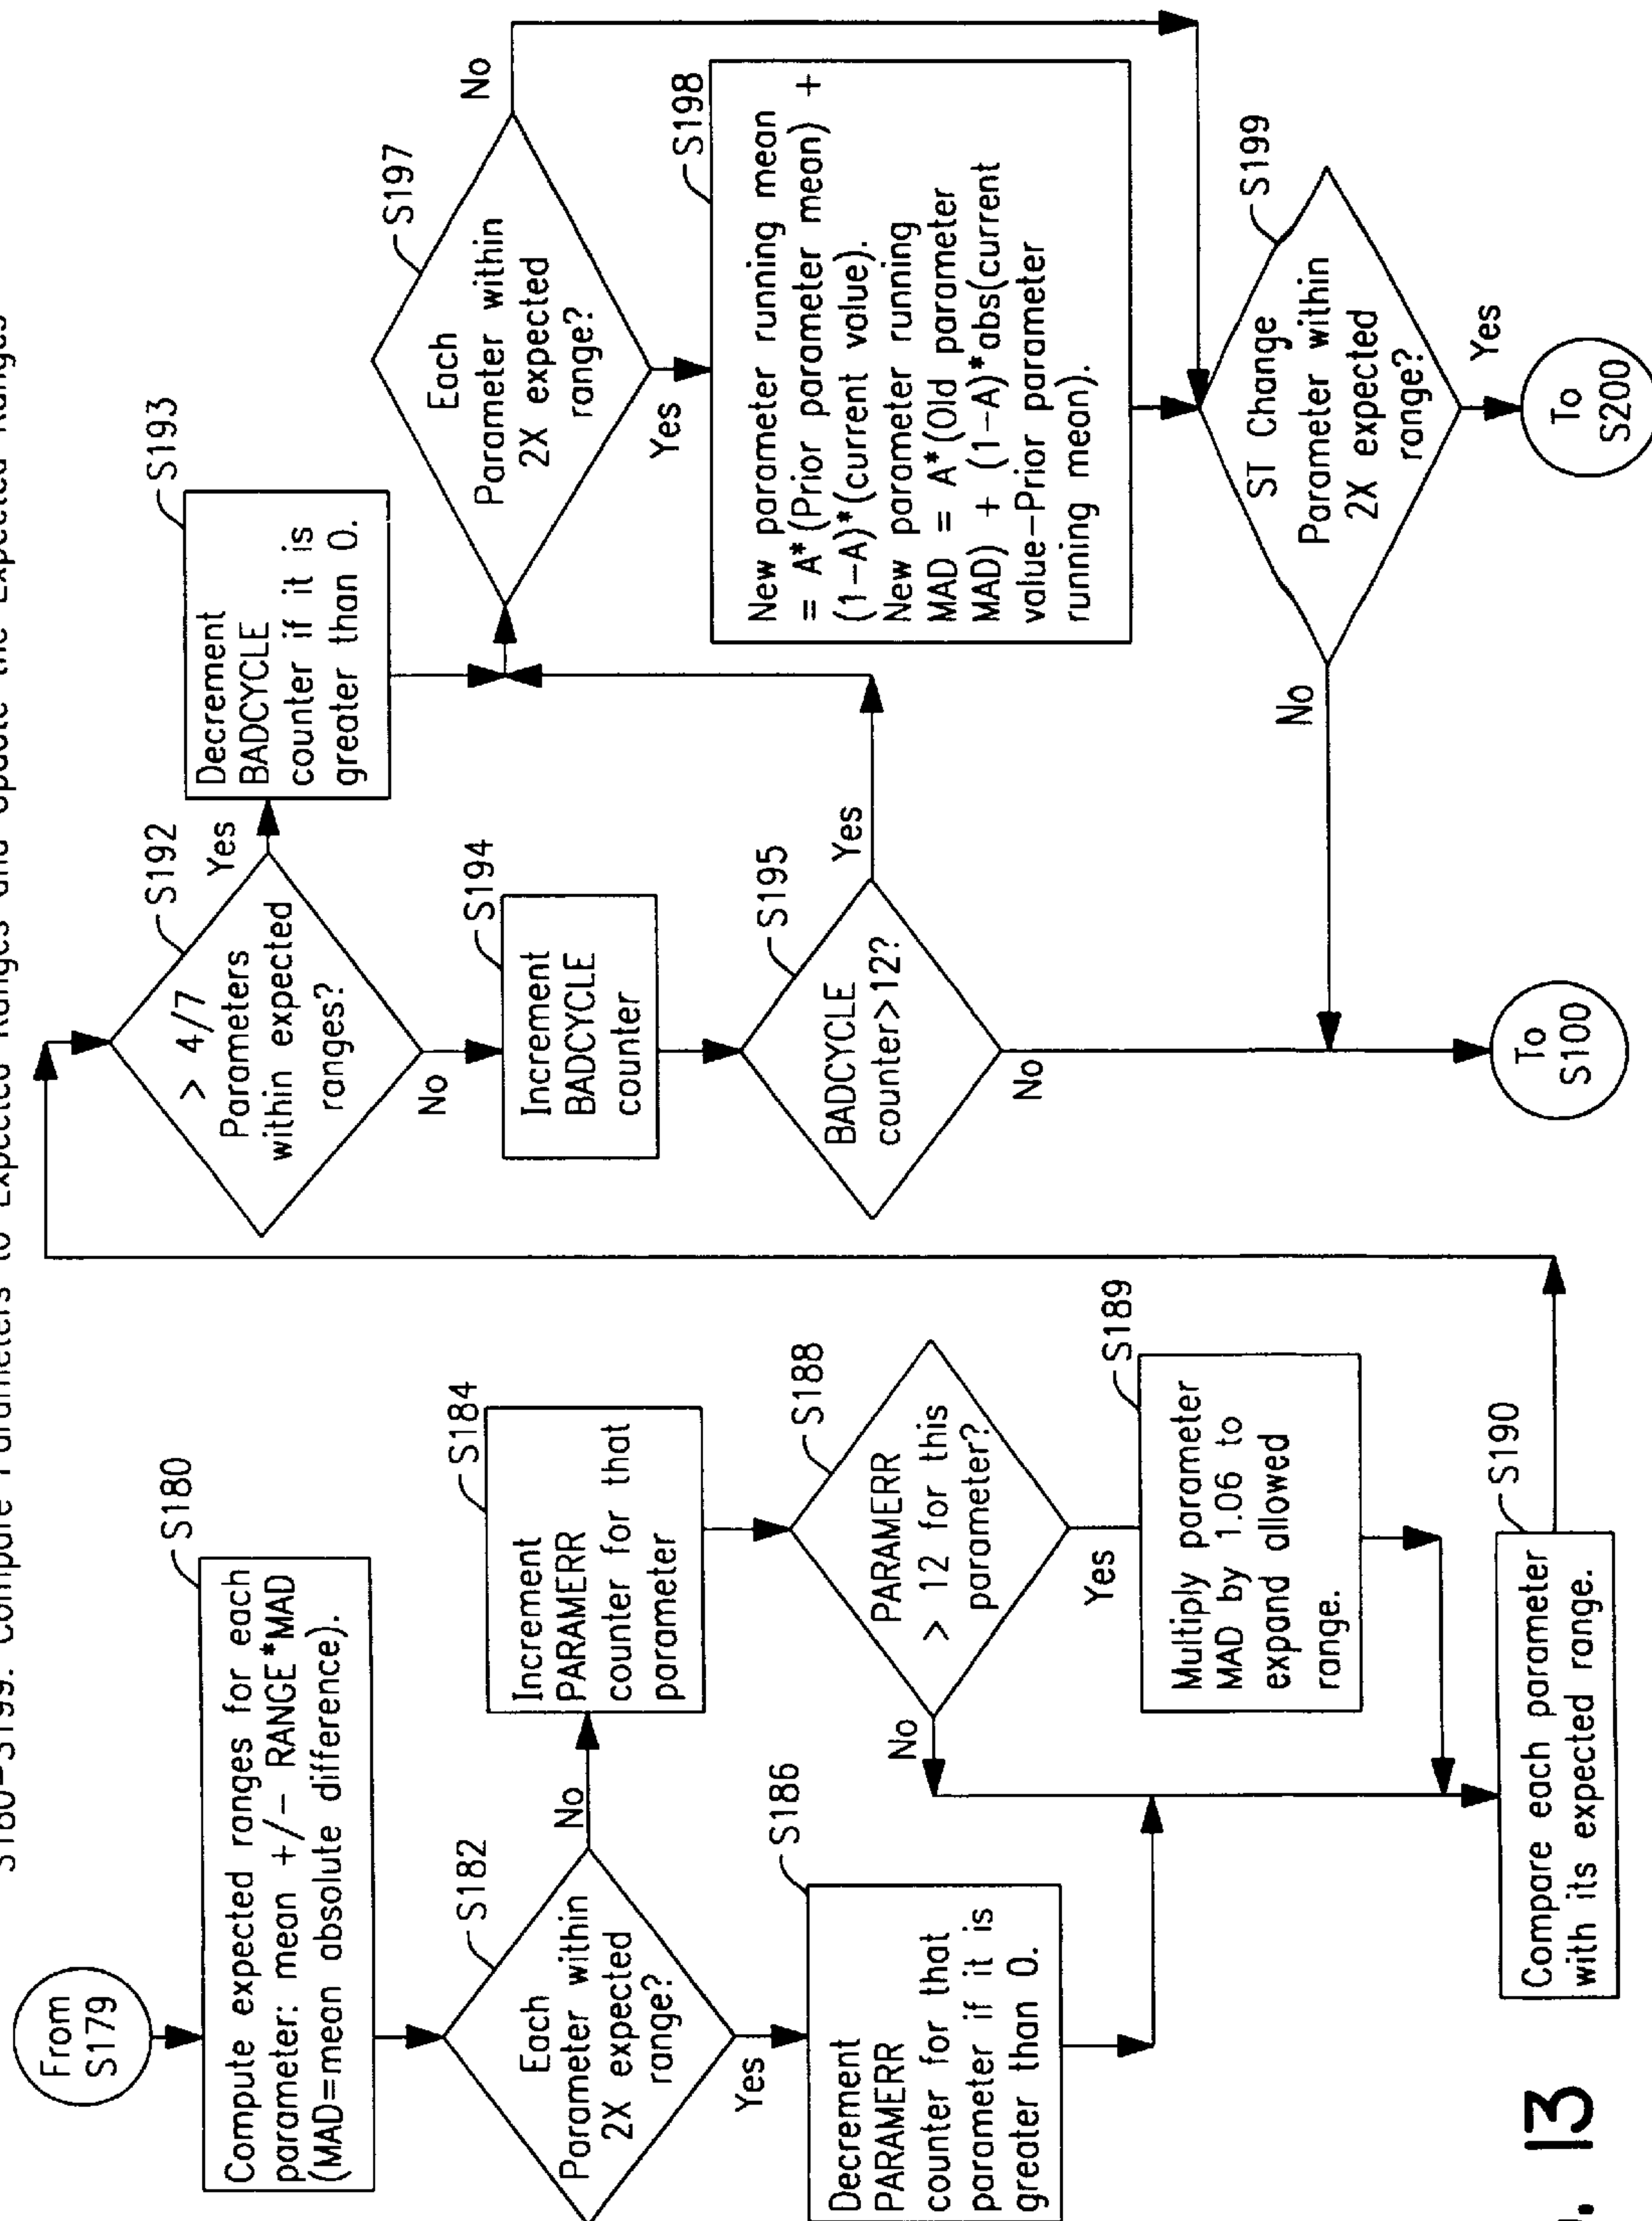 S180-S199: Compare Parameters to Expected Ranges and Update the Expected Ranges
From
S179
S180
Compute expected ranges for each
parameter: mean +/- RANGE*MAD
(MAD=mean absolute difference).
S182
Each
Parameter within
2X expected
range?
No
Yes
S184
Increment
PARAMERR
counter for that
parameter
S186
Decrement
PARAMERR
counter for that
parameter if it is
greater than 0.
S188
PARAMERR
> 12 for this
parameter?
No
Yes
S189
Multiply parameter
MAD by 1.06 to
expand allowed
range.
S190
Compare each parameter
with its expected range.
S192
> 4/7
Parameters
within expected
ranges?
Yes
No
S193
Decrement
BADCYCLE
counter if it is
greater than 0.
S194
Increment
BADCYCLE
counter
S195
BADCYCLE
counter>12?
Yes
No
To
S100
S197
Each
Parameter within
2X expected
range?
No
Yes
S198
New parameter running mean
= A*(Prior parameter mean) +
(1-A)*(current value).
New parameter running
MAD = A*(Old parameter
MAD) + (1-A)*abs(current
value-Prior parameter
running mean).
S199
ST Change
Parameter within
2X expected
range?
No
Yes
To
S200
13